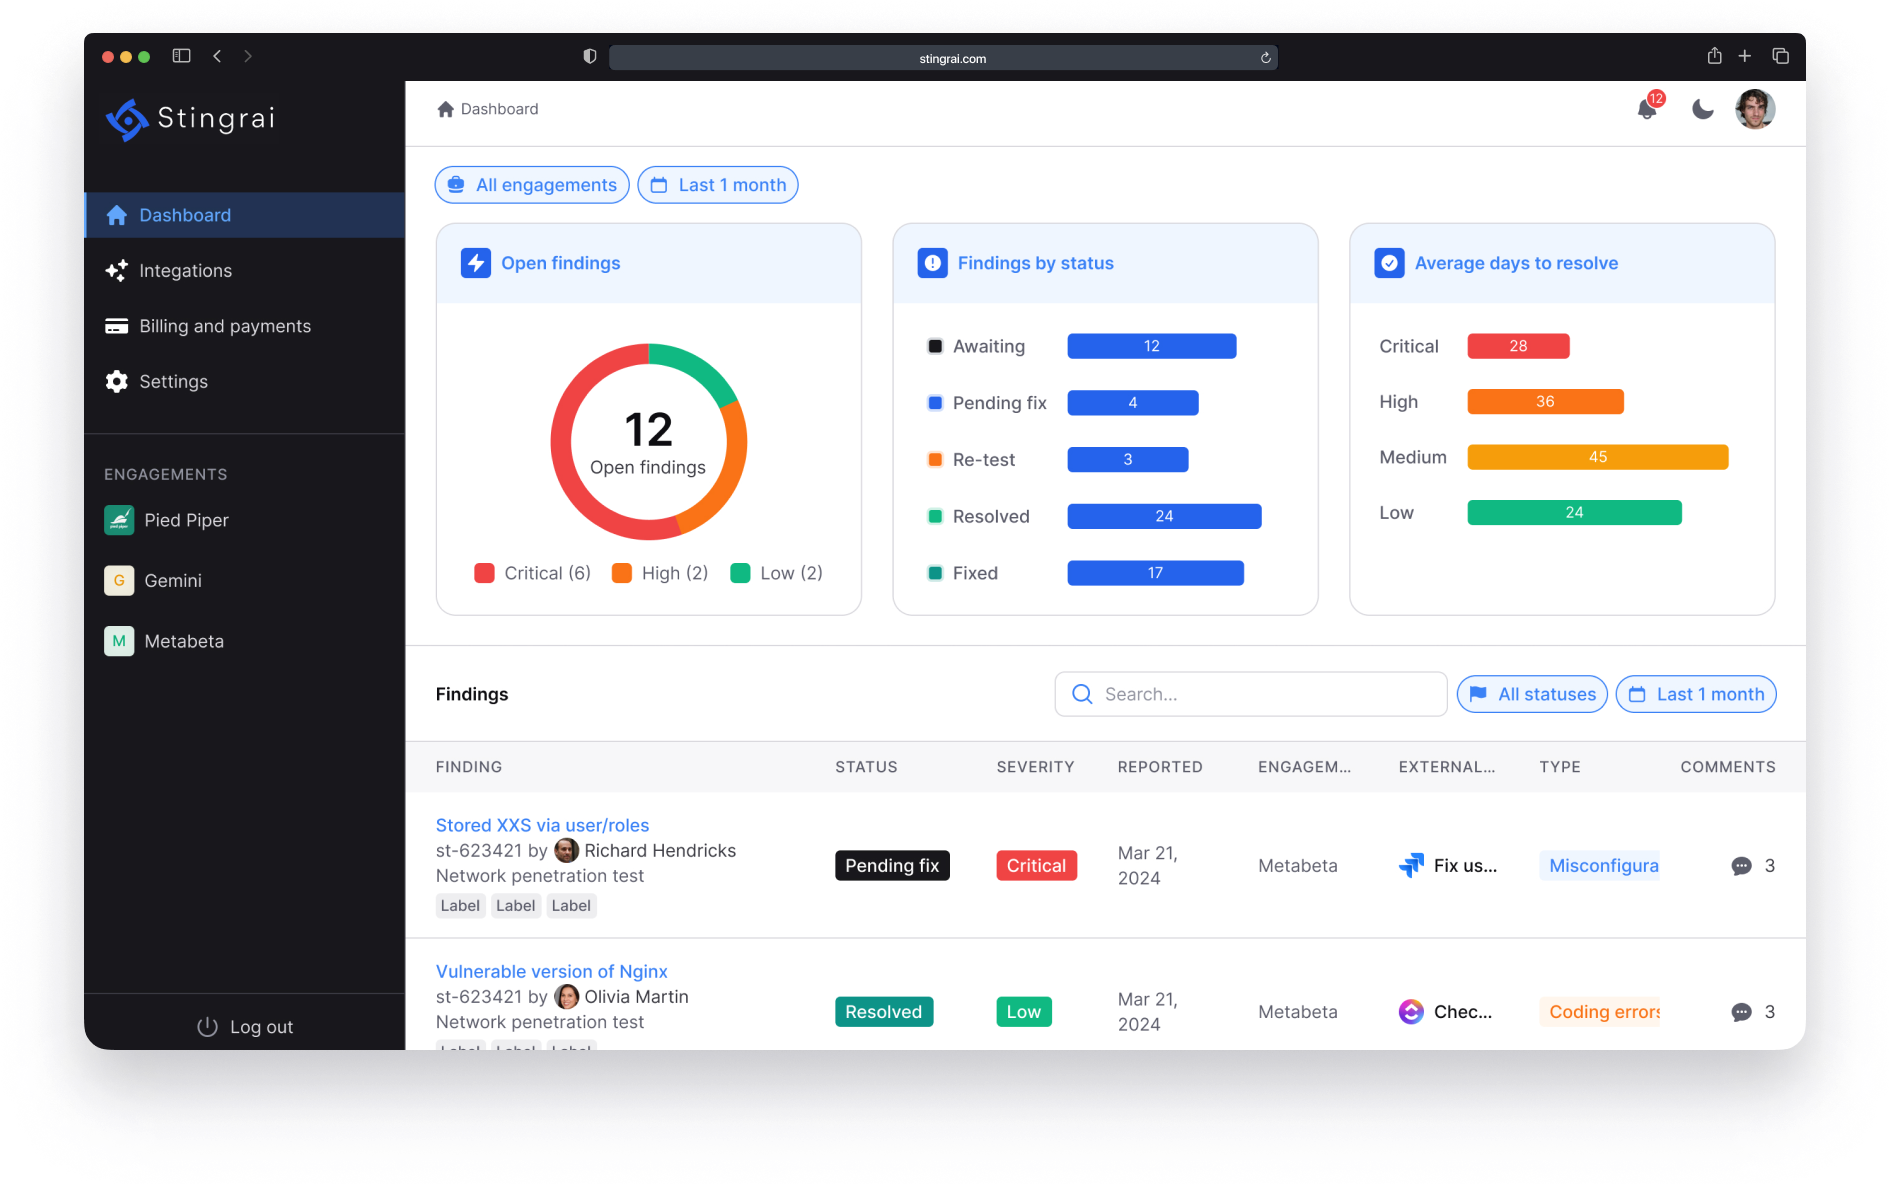 stingrai.com
Stingrai
Dashboard
Integations
Billing and payments
Settings
ENGAGEMENTS
pied piper
Pied Piper
G Gemini
M Metabeta
Log out
Dashboard
12
All engagements
Last 1 month
Open findings
12
Open findings
Critical (6)
High (2)
Low (2)
Findings by status
Awaiting 12
Pending fix 4
Re-test 3
Resolved 24
Fixed 17
Average days to resolve
Critical 28
High 36
Medium 45
Low 24
Findings
Search...
All statuses
Last 1 month
FINDING STATUS SEVERITY REPORTED ENGAGEM... EXTERNAL... TYPE COMMENTS
Stored XXS via user/roles
st-623421 by Richard Hendricks
Network penetration test
Label Label Label
Pending fix
Critical
Mar 21,
2024
Metabeta
Fix us...
Misconfigura
3
Vulnerable version of Nginx
st-623421 by Olivia Martin
Network penetration test
Label Label Label
Resolved
Low
Mar 21,
2024
Metabeta
Chec...
Coding errors
3